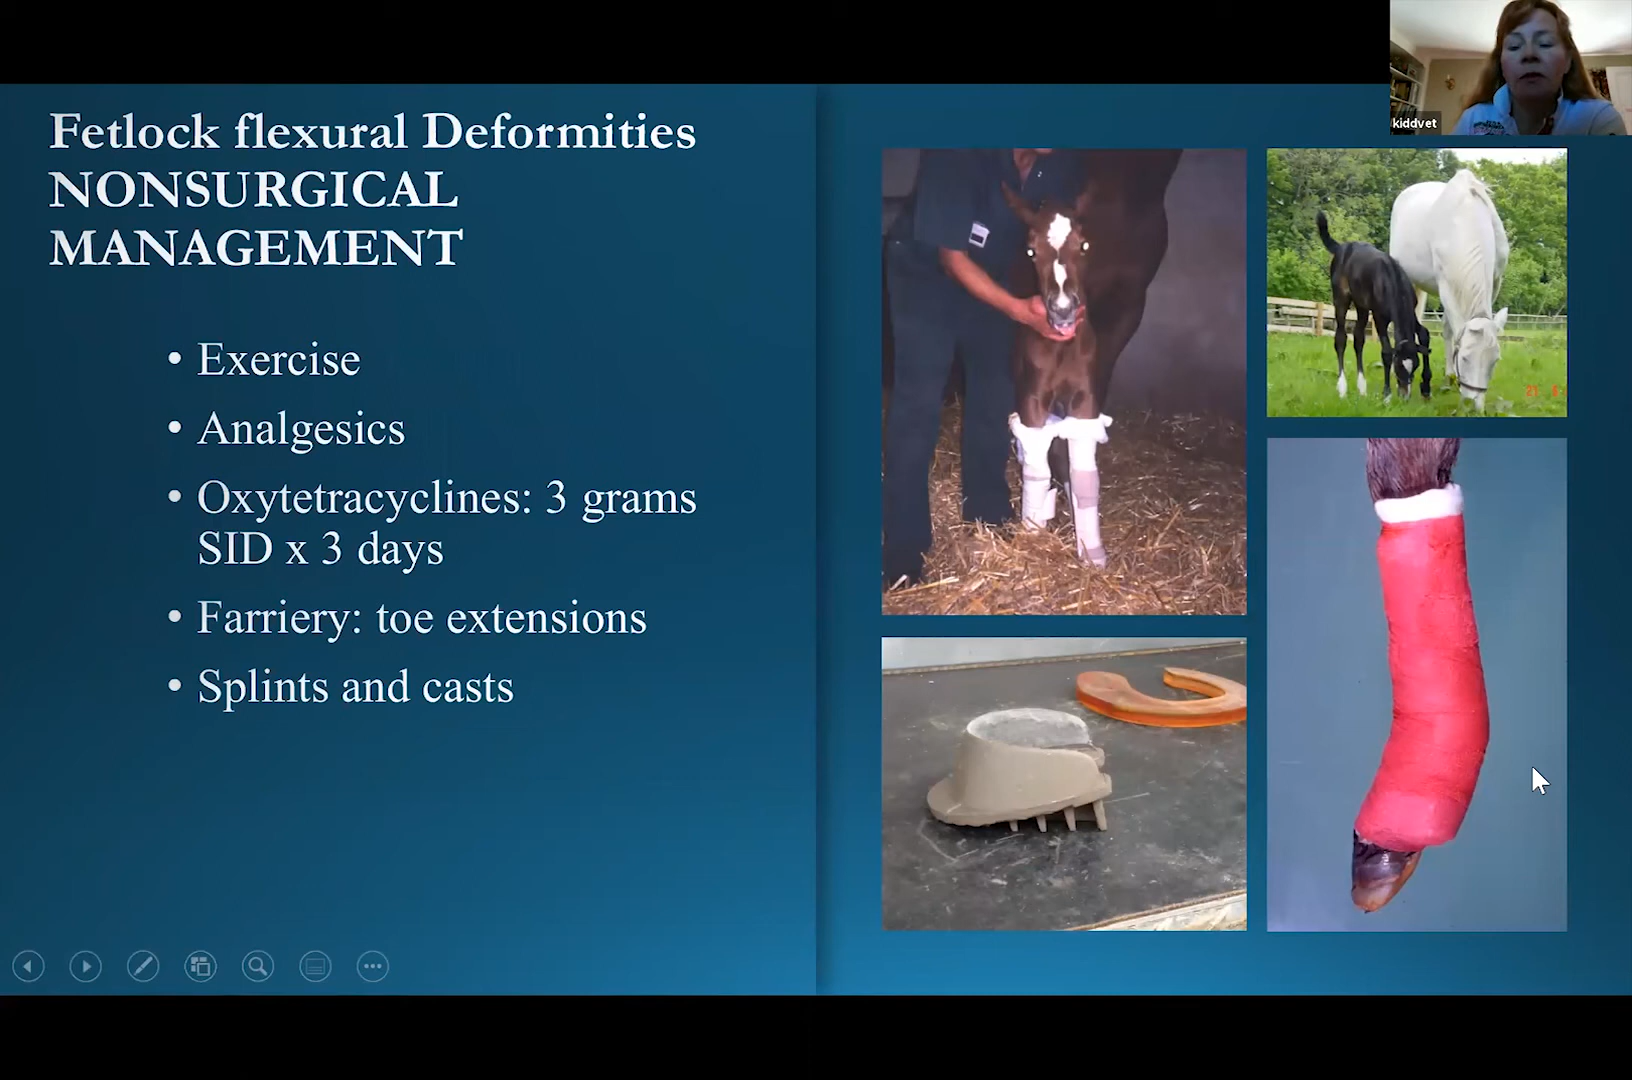 kiddvet
Fetlock flexural Deformities
NONSURGICAL
MANAGEMENT
• Exercise
• Analgesics
• Oxytetracyclines: 3 grams
SID x 3 days
• Farriery: toe extensions
• Splints and casts